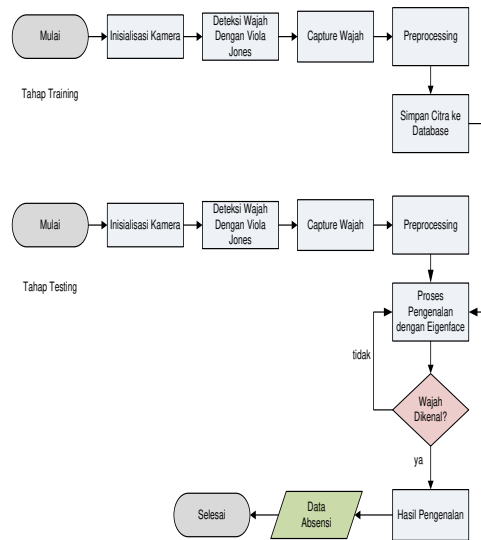 Mulai
Inisialisasi Kamera
Deteksi Wajah
Dengan Viola
Jones
Capture Wajah
Preprocessing
Tahap Training
Simpan Citra ke
Database
Mulai
Inisialisasi Kamera
Deteksi Wajah
Dengan Viola
Jones
Capture Wajah
Preprocessing
Tahap Testing
Proses
Pengenalan
dengan Eigenface
tidak
Wajah
Dikenal?
ya
Selesai
Data
Absensi
Hasil Pengenalan